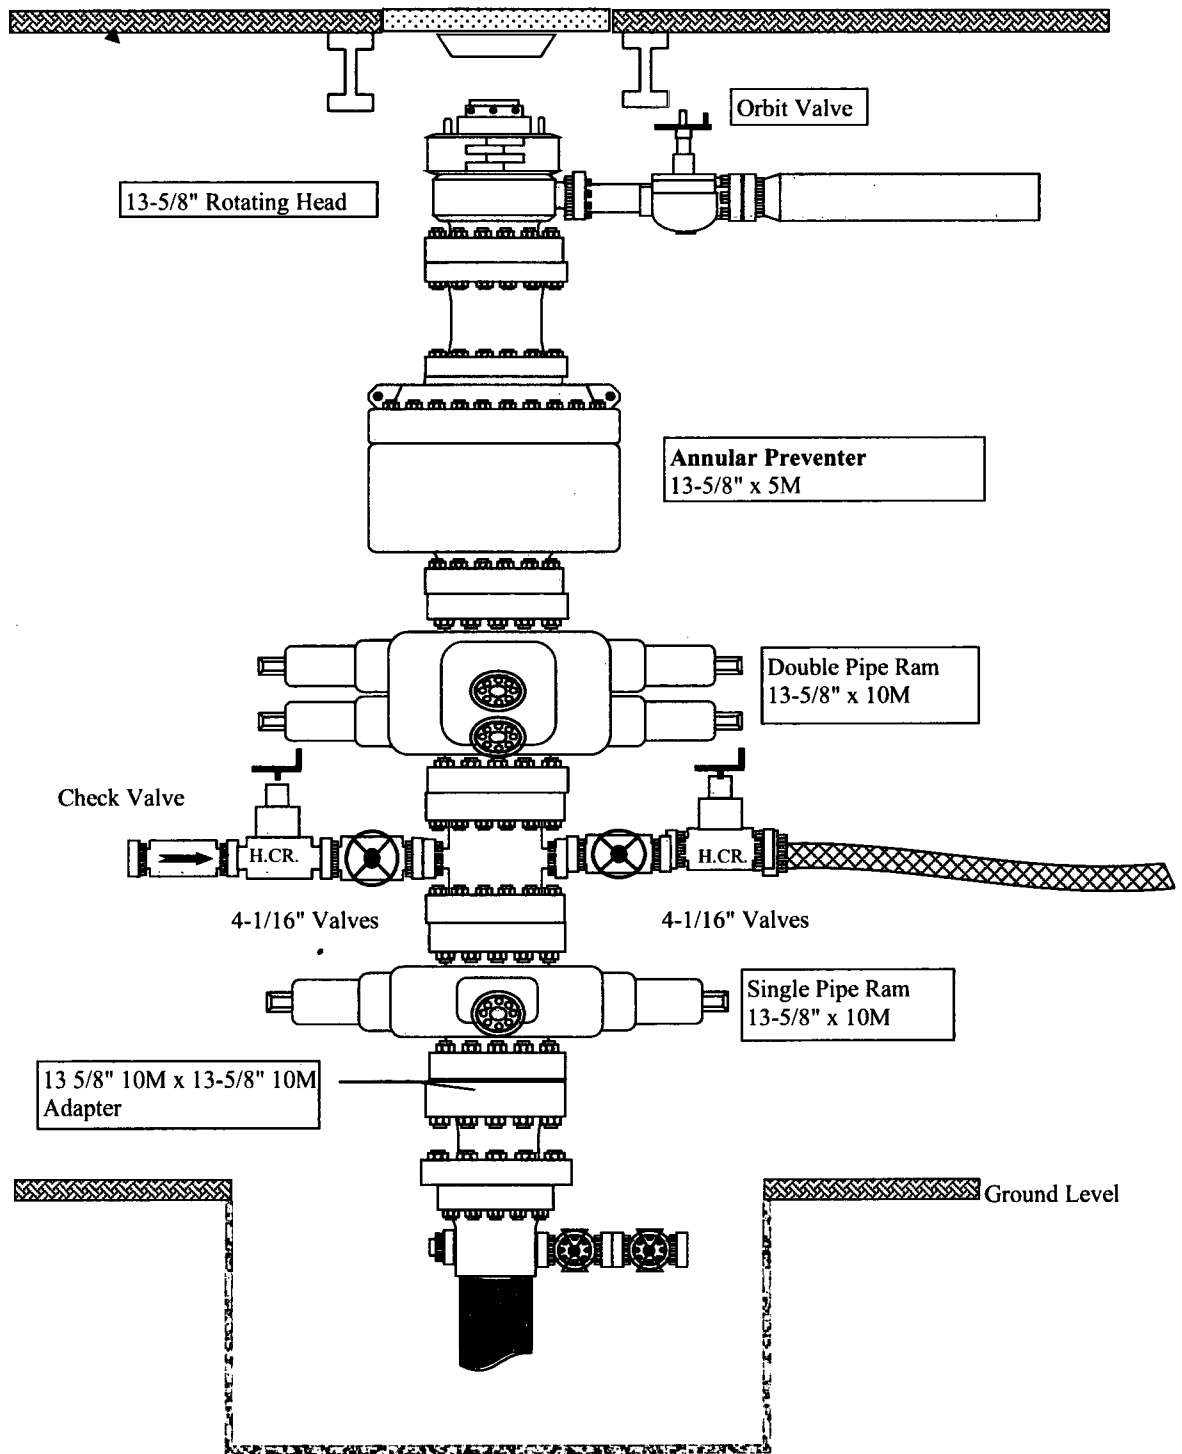 Orbit Valve
13-5/8" Rotating Head
Annular Preventer
13-5/8" x 5M
Double Pipe Ram
13-5/8" x 10M
Check Valve
H.CR.
H.CR.
4-1/16" Valves
4-1/16" Valves
Single Pipe Ram
13-5/8" x 10M
13 5/8" 10M x 13-5/8" 10M
Adapter
Ground Level